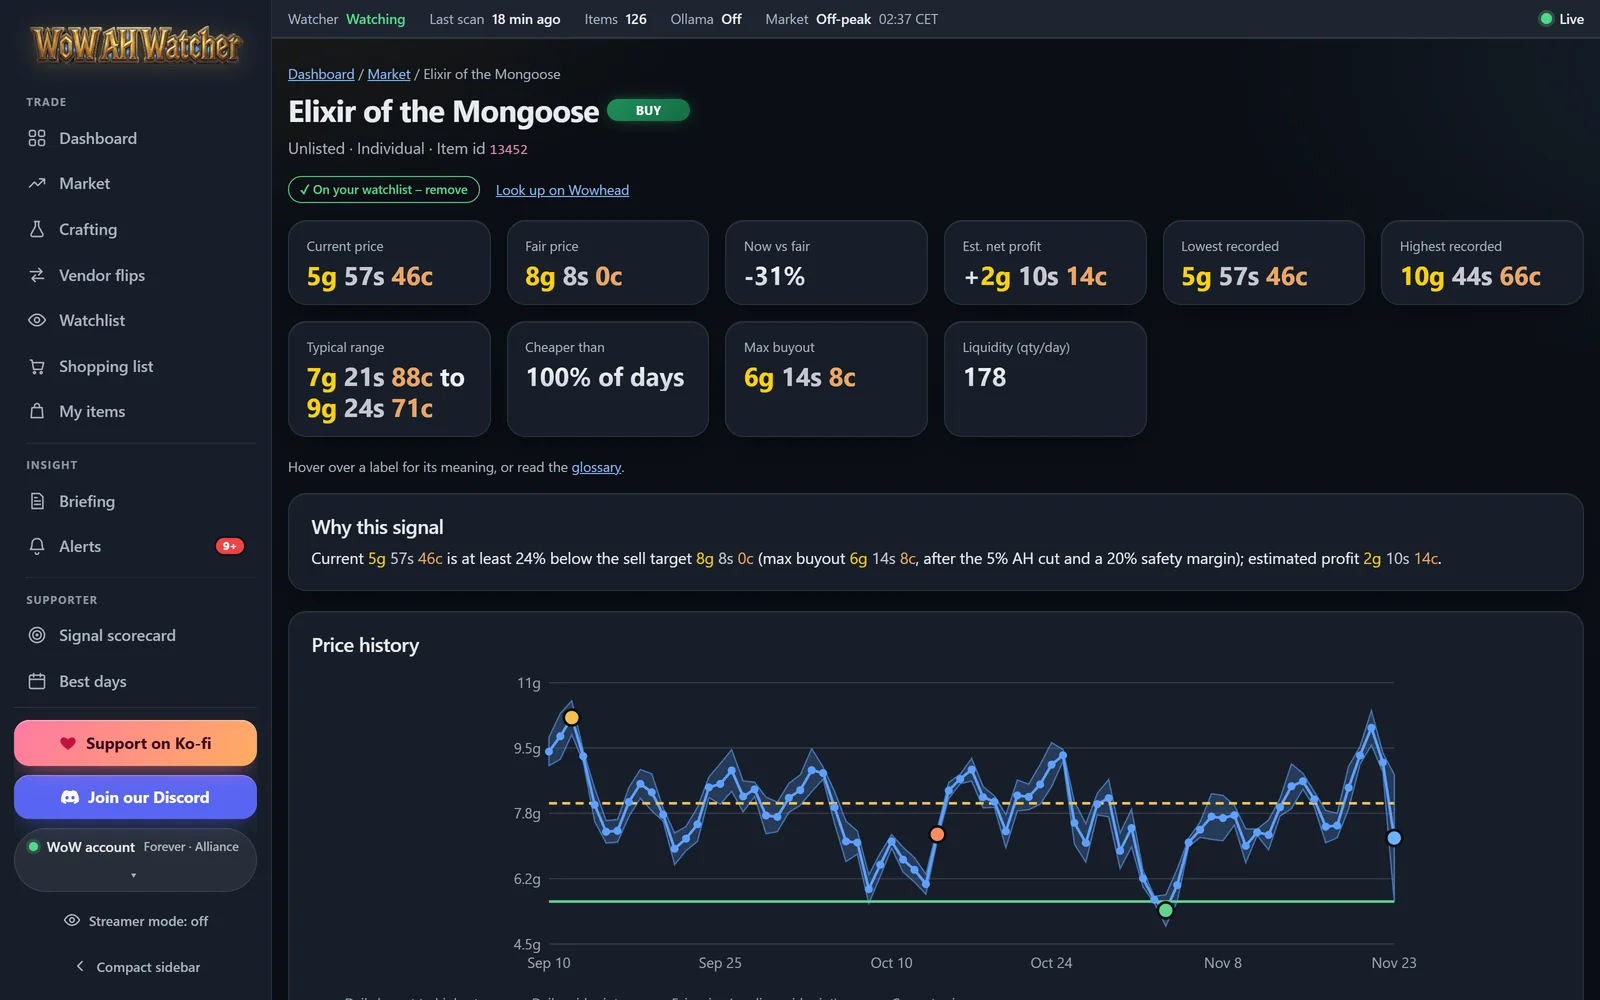 WoW AH Watcher
TRADE
Dashboard
Market
Crafting
Vendor flips
Watchlist
Shopping list
My items
INSIGHT
Briefing
Alerts 9+
SUPPORTER
Signal scorecard
Best days
Support on Ko-fi
Join our Discord
WoW account Forever · Alliance
Streamer mode: off
Compact sidebar
Watcher Watching Last scan 18 min ago Items 126 Ollama Off Market Off-peak 02:37 CET Live
Dashboard / Market / Elixir of the Mongoose
Elixir of the Mongoose BUY
Unlisted · Individual · Item id 13452
✓ On your watchlist – remove Look up on Wowhead
Current price
5g 57s 46c
Fair price
8g 8s 0c
Now vs fair
-31%
Est. net profit
+2g 10s 14c
Lowest recorded
5g 57s 46c
Highest recorded
10g 44s 66c
Typical range
7g 21s 88c to
9g 24s 71c
Cheaper than
100% of days
Max buyout
6g 14s 8c
Liquidity (qty/day)
178
Hover over a label for its meaning, or read the glossary.
Why this signal
Current 5g 57s 46c is at least 24% below the sell target 8g 8s 0c (max buyout 6g 14s 8c, after the 5% AH cut and a 20% safety margin); estimated profit 2g 10s 14c.
Price history
11g
9.5g
7.8g
6.2g
4.5g
Sep 10 Sep 25 Oct 10 Oct 24 Nov 8 Nov 23